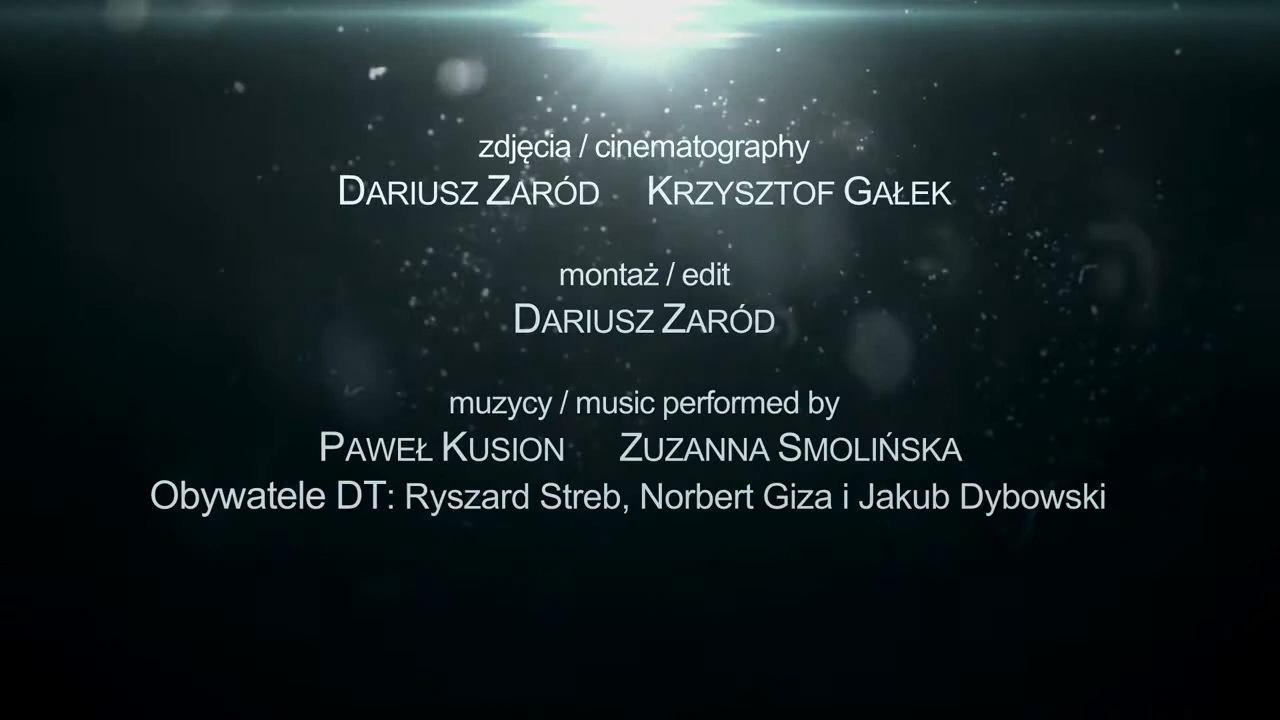 zdjęcia / cinematography
DARIUSZ ZARÓD KRZYSZTOF GAŁEK
montaż / edit
DARIUSZ ZARÓD
muzycy / music performed by
PAWEŁ KUSION ZUZANNA SMOLIŃSKA
Obywatele DT: Ryszard Streb, Norbert Giza i Jakub Dybowski